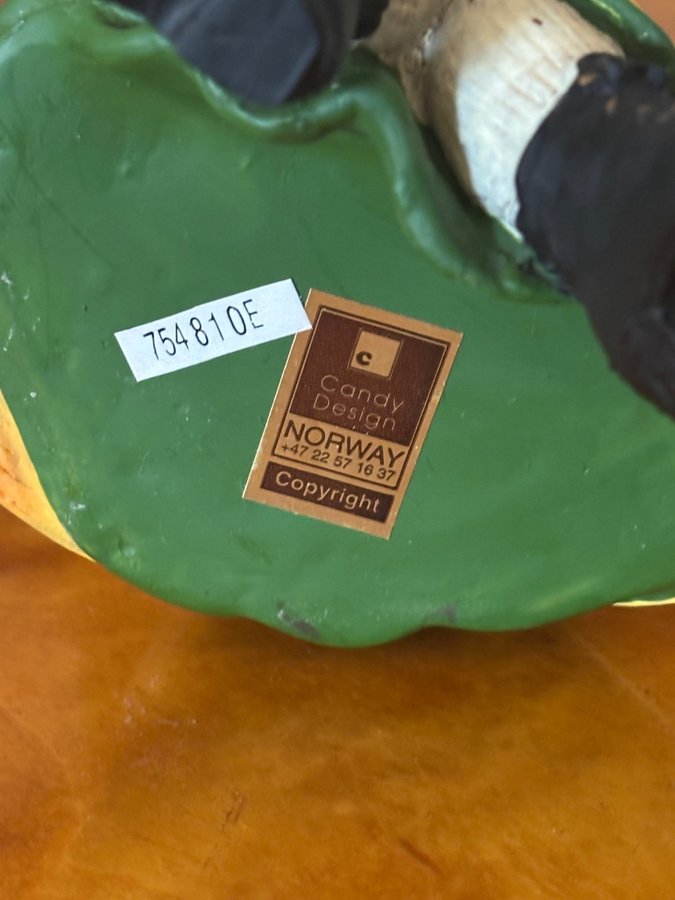 754810E
C
Candy
Design
NORWAY
+47 22 57 16 37
Copyright